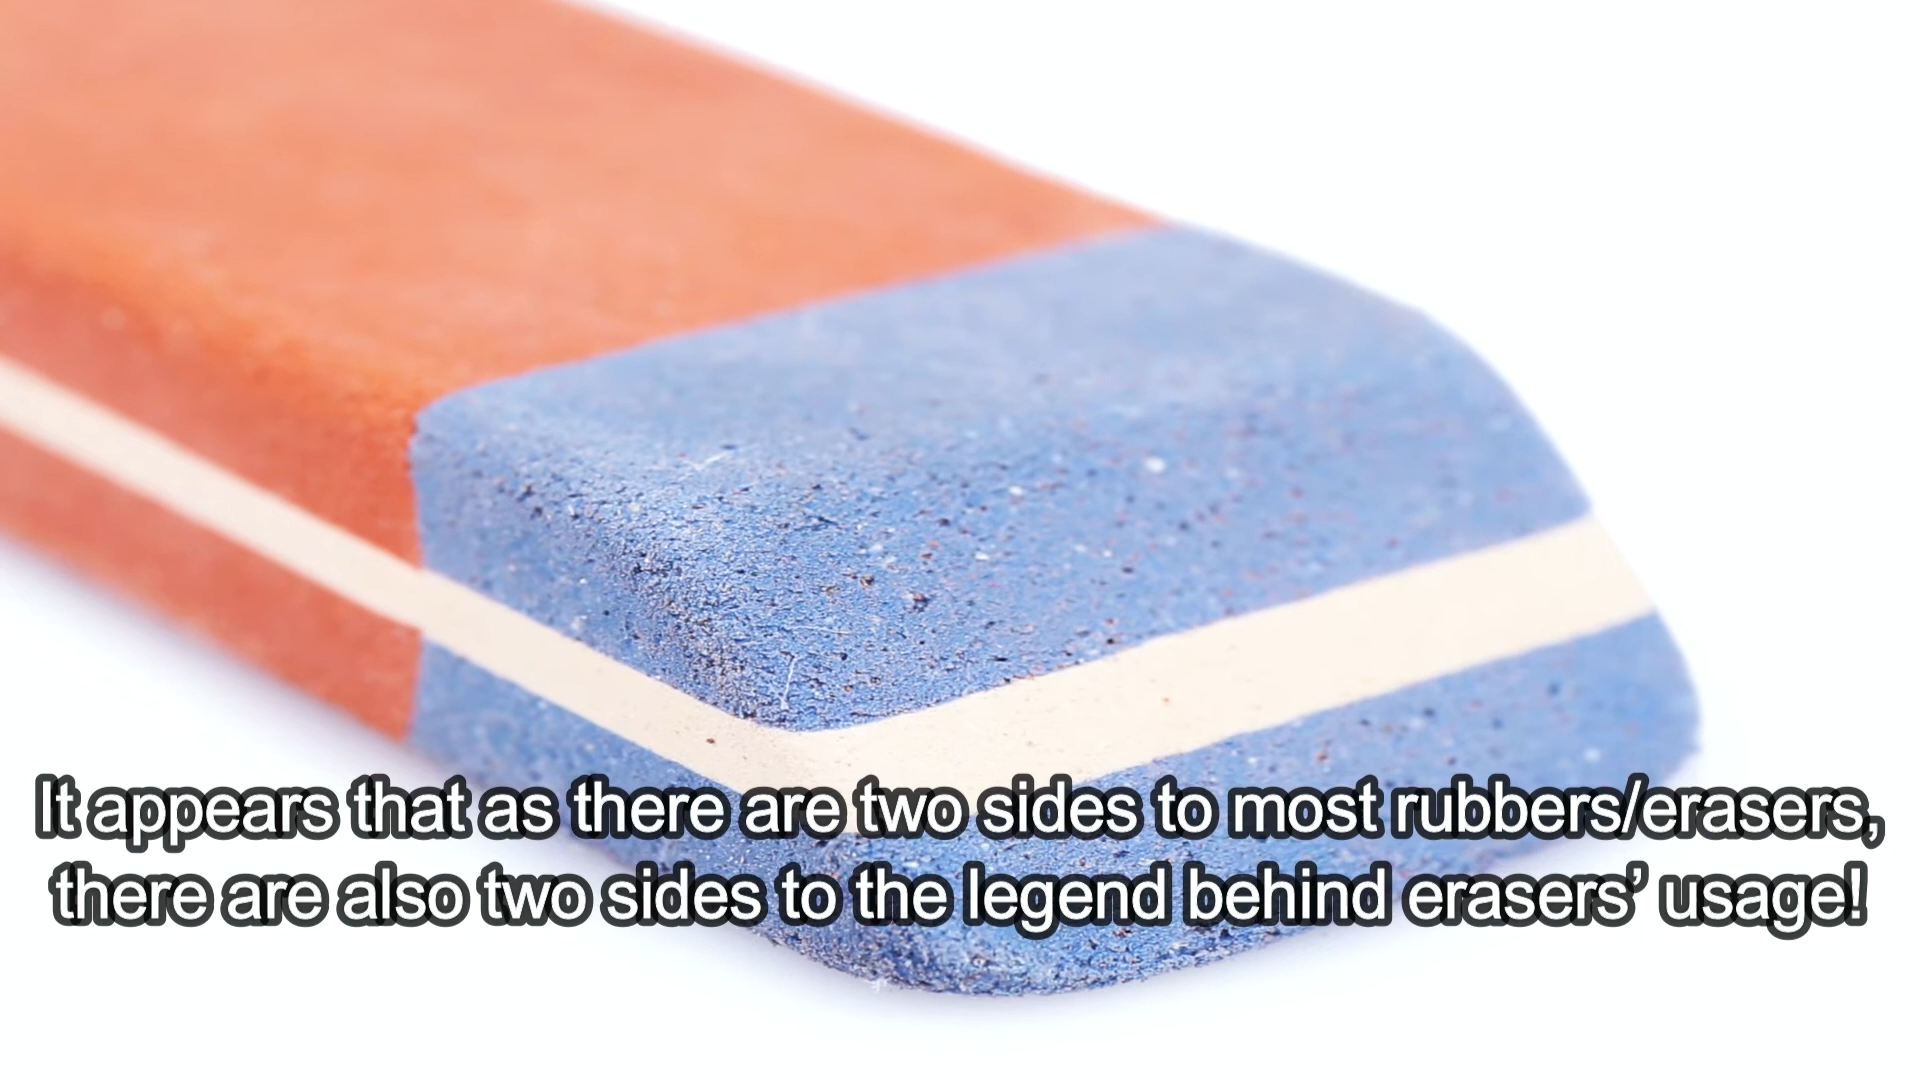 It appears that as there are two sides to most rubbers/erasers,
there are also two sides to the legend behind erasers’ usage!